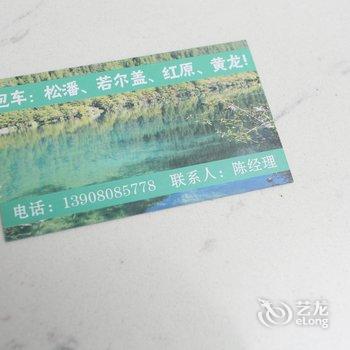 包车：松潘、若尔盖、红原、黄龙！
电话：13908085778 联系人：陈经理
艺龙
eLong